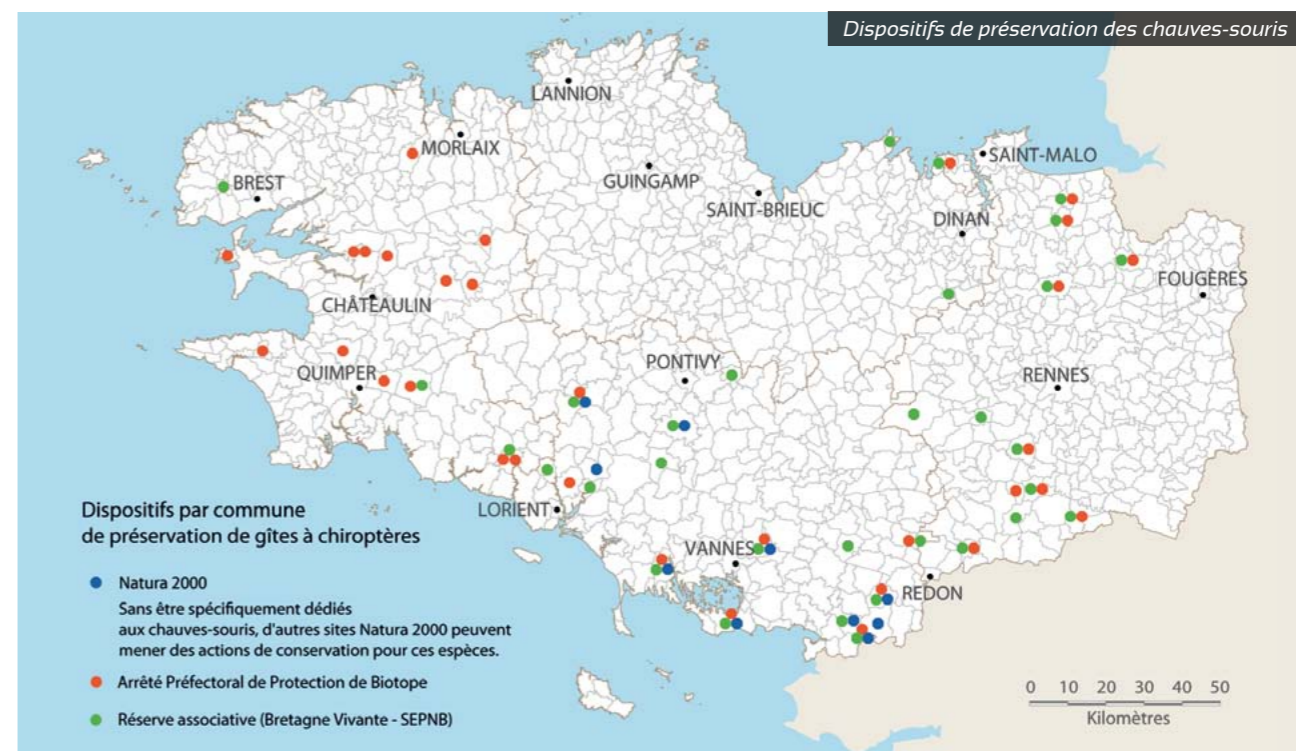 Dispositifs de préservation des chauves-souris
LANNION
MORLAIX
SAINT-MALO
GUINGAMP
BREST
SAINT-BRIEUC
DINAN
FOUGÈRES
CHÂTEAULIN
PONTIVY
QUIMPER
RENNES
LORIENT
VANNES
REDON
Dispositifs par commune
de préservation de gîtes à chiroptères
Natura 2000
Sans être spécifiquement dédiés
aux chauves-souris, d'autres sites Natura 2000 peuvent
mener des actions de conservation pour ces espèces.
Arrêté Préfectoral de Protection de Biotope
Réserve associative (Bretagne Vivante - SEPNB)
0 10 20 30 40 50
Kilomètres